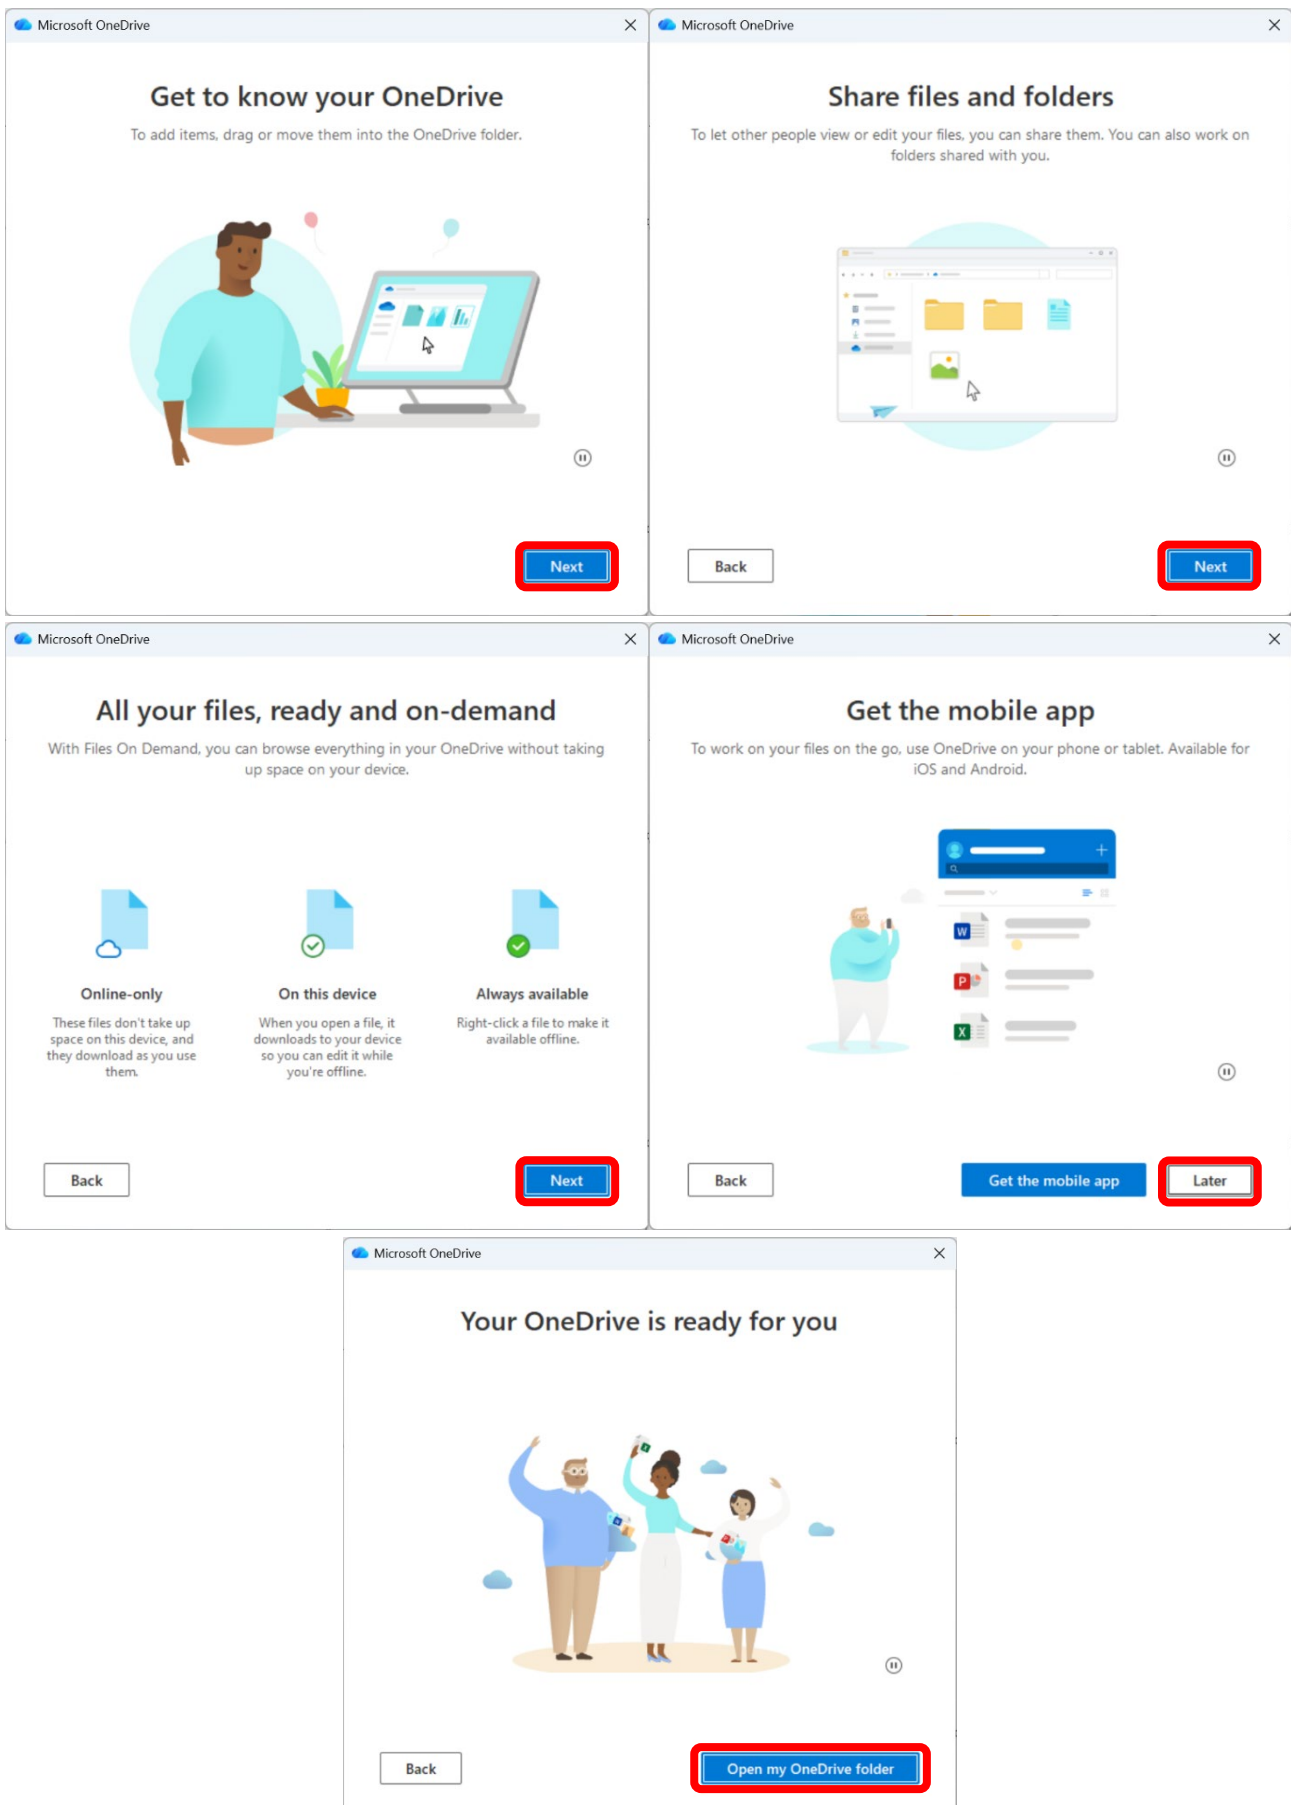 Microsoft OneDrive
Get to know your OneDrive
To add items, drag or move them into the OneDrive folder.
Next
Microsoft OneDrive
Share files and folders
To let other people view or edit your files, you can share them. You can also work on
folders shared with you.
Back
Next
Microsoft OneDrive
All your files, ready and on-demand
With Files On Demand, you can browse everything in your OneDrive without taking
up space on your device.
Online-only
These files don't take up
space on this device, and
they download as you use
them.
On this device
When you open a file, it
downloads to your device
so you can edit it while
you're offline.
Always available
Right-click a file to make it
available offline.
Back
Next
Microsoft OneDrive
Get the mobile app
To work on your files on the go, use OneDrive on your phone or tablet. Available for
iOS and Android.
W
P
X
Back
Get the mobile app
Later
Microsoft OneDrive
Your OneDrive is ready for you
Back
Open my OneDrive folder